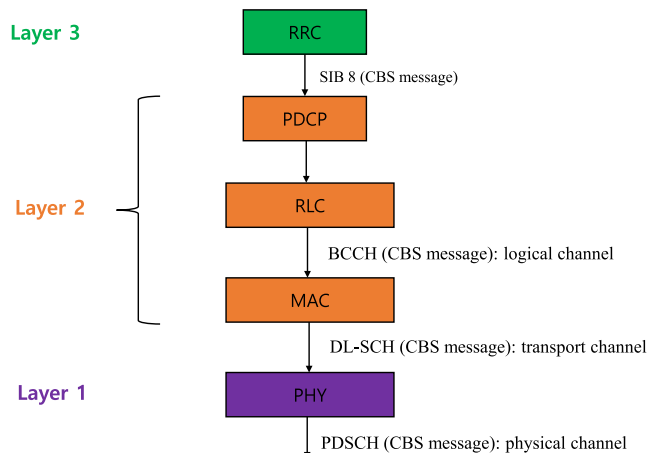 Layer 3
RRC
SIB 8 (CBS message)
PDCP
Layer 2
RLC
BCCH (CBS message): logical channel
MAC
DL-SCH (CBS message): transport channel
Layer 1
PHY
PDSCH (CBS message): physical channel